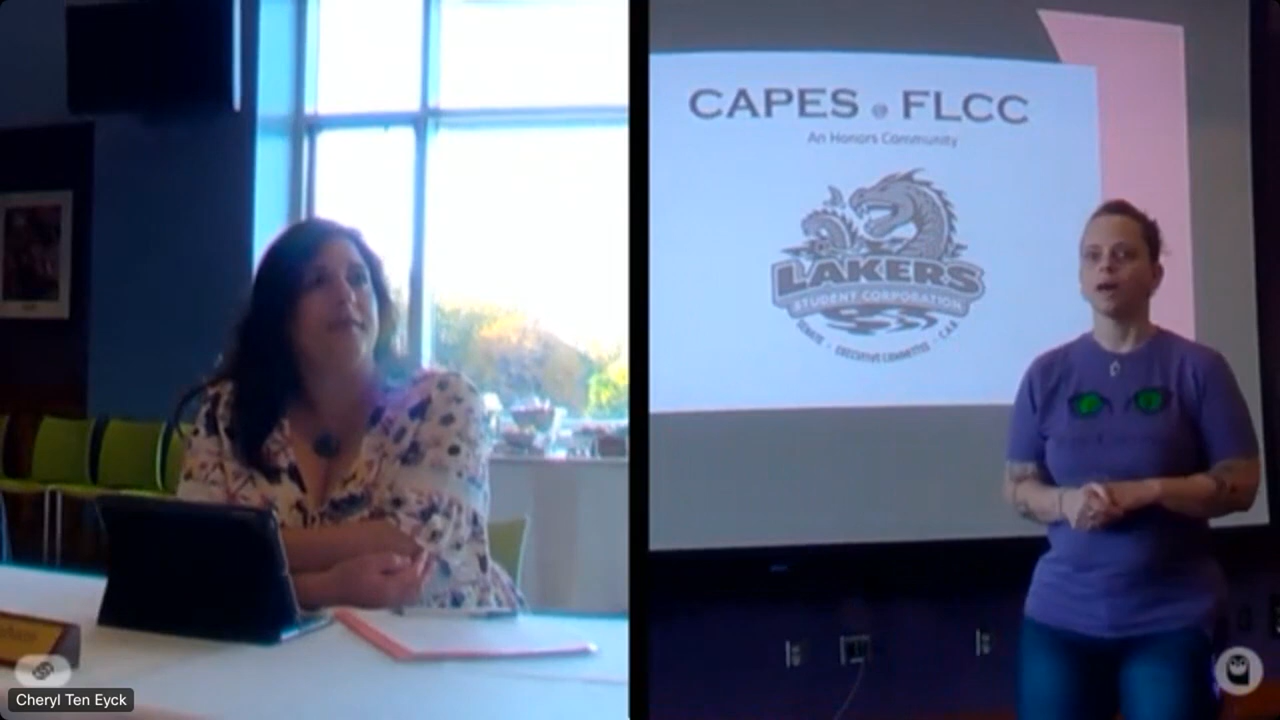 CAPES @ FLCC
An Honors Community
LAKERS
STUDENT CORPORATION
SENATE · EXECUTIVE COMMITTEE · C.A.B.
Cheryl Ten Eyck